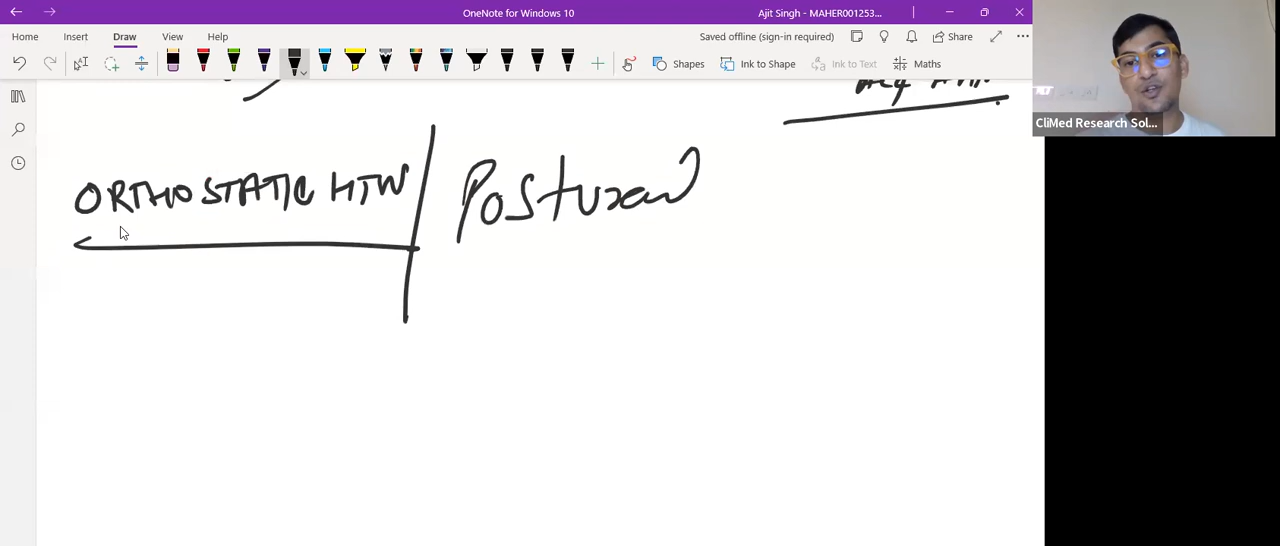 OneNote for Windows 10
Ajit Singh - MAHER001253...
Home Insert Draw View Help
Saved offline (sign-in required) Share
Shapes Ink to Shape Ink to Text Maths
CliMed Research Sol...
ORTHOSTATIC HTN Postural